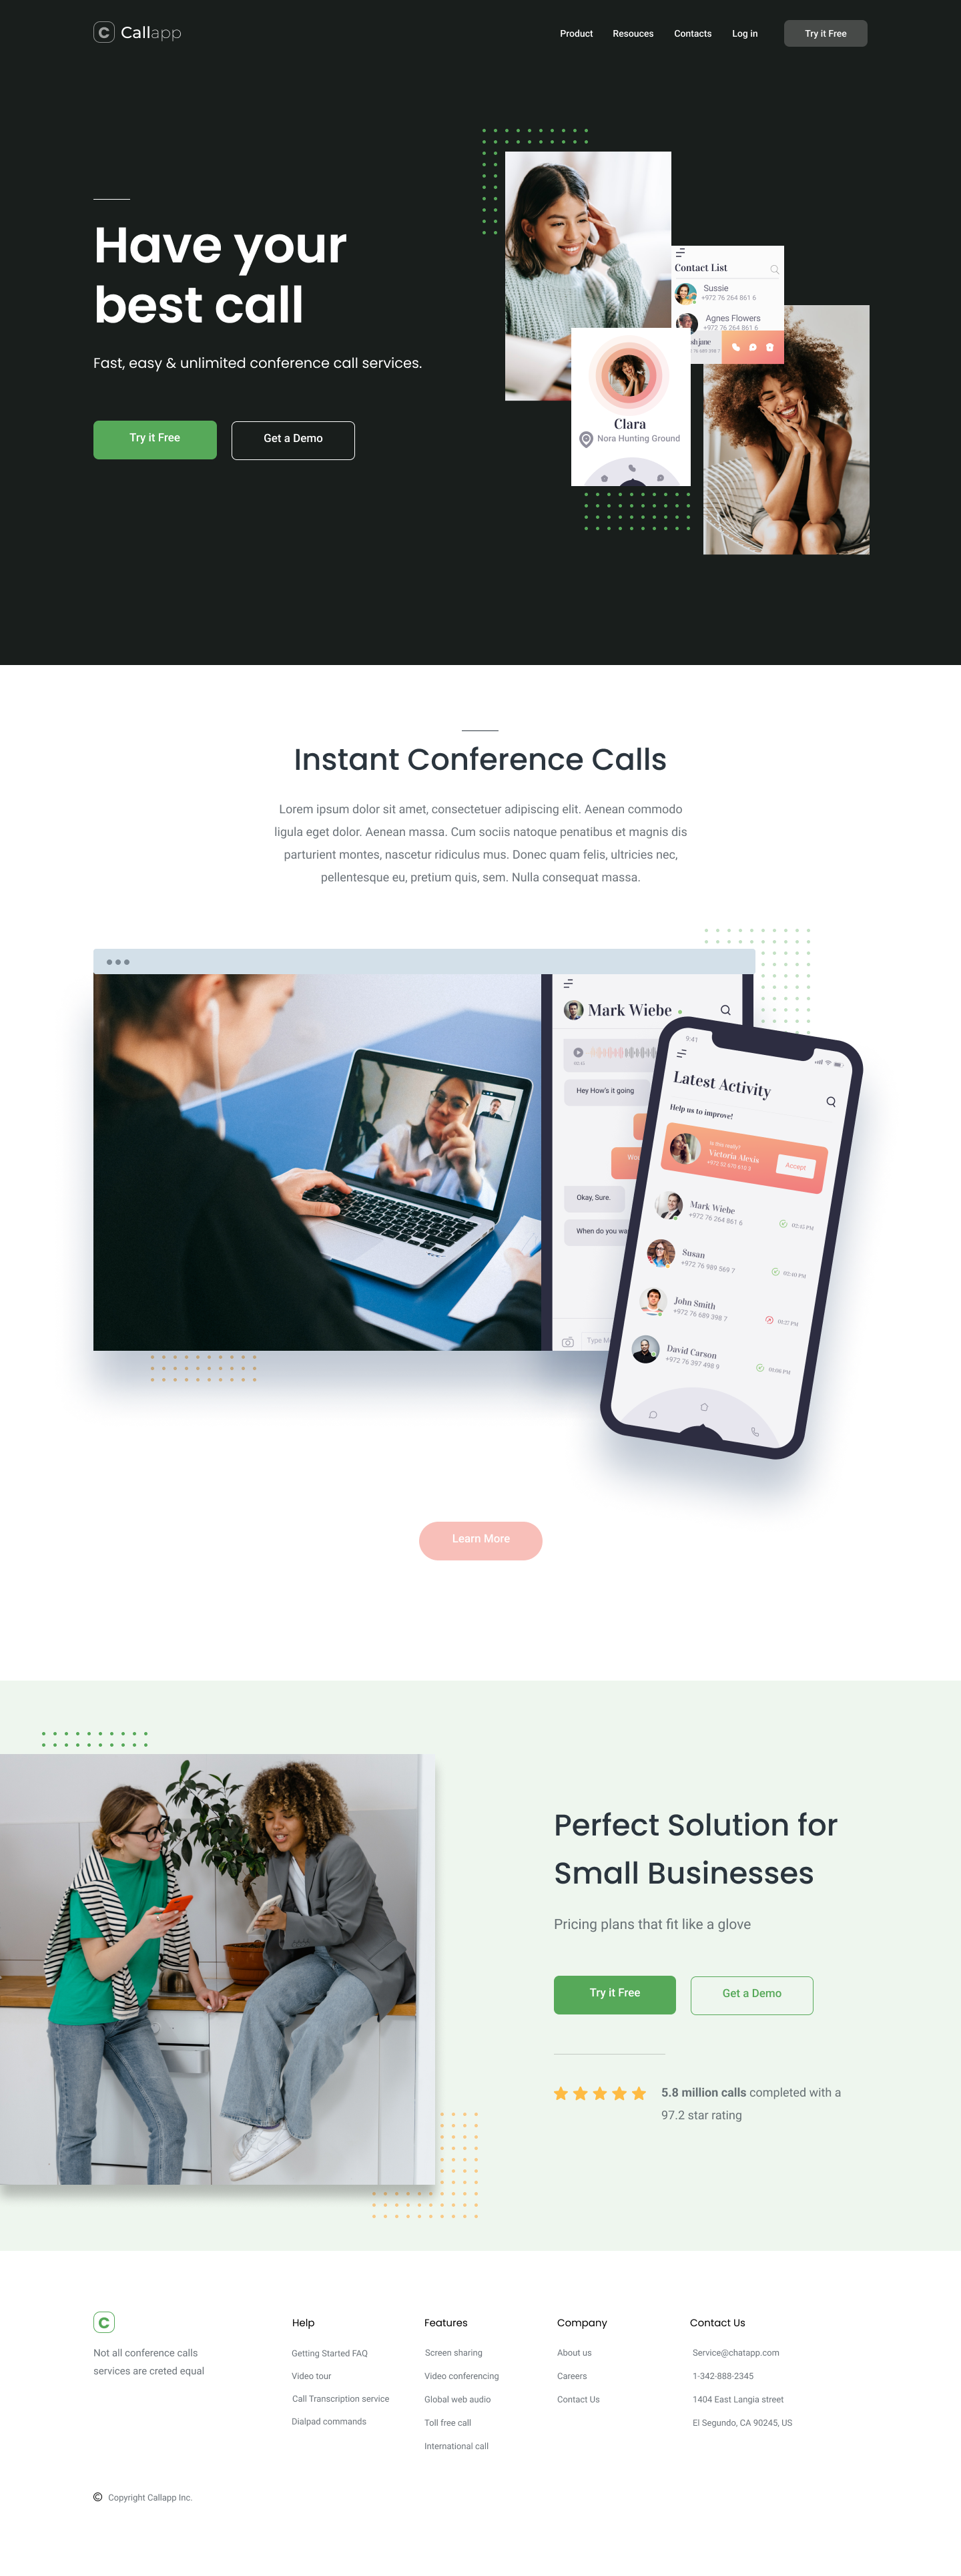 C Callapp
Product Resouces Contacts Log in Try it Free
Have your
best call
Fast, easy & unlimited conference call services.
Try it Free Get a Demo
Contact List
Sussie
+972 76 264 861 6
Agnes Flowers
+972 76 264 861 6
Clara
Nora Hunting Ground
Instant Conference Calls
Lorem ipsum dolor sit amet, consectetuer adipiscing elit. Aenean commodo
ligula eget dolor. Aenean massa. Cum sociis natoque penatibus et magnis dis
parturient montes, nascetur ridiculus mus. Donec quam felis, ultricies nec,
pellentesque eu, pretium quis, sem. Nulla consequat massa.
Mark Wiebe
Hey How's it going
Okay, Sure.
When do you wa
9:41
Latest Activity
Help us to improve!
Is this really?
Victoria Alexis
+972 52 670 610 3
Accept
Mark Wiebe
+972 76 264 861 6
Susan
+972 76 989 569 7
John Smith
+972 76 689 398 7
David Carson
+972 76 397 498 9
Learn More
Perfect Solution for
Small Businesses
Pricing plans that fit like a glove
Try it Free Get a Demo
5.8 million calls completed with a
97.2 star rating
C
Not all conference calls
services are creted equal
Help
Getting Started FAQ
Video tour
Call Transcription service
Dialpad commands
Features
Screen sharing
Video conferencing
Global web audio
Toll free call
International call
Company
About us
Careers
Contact Us
Contact Us
Service@chatapp.com
1-342-888-2345
1404 East Langia street
El Segundo, CA 90245, US
© Copyright Callapp Inc.